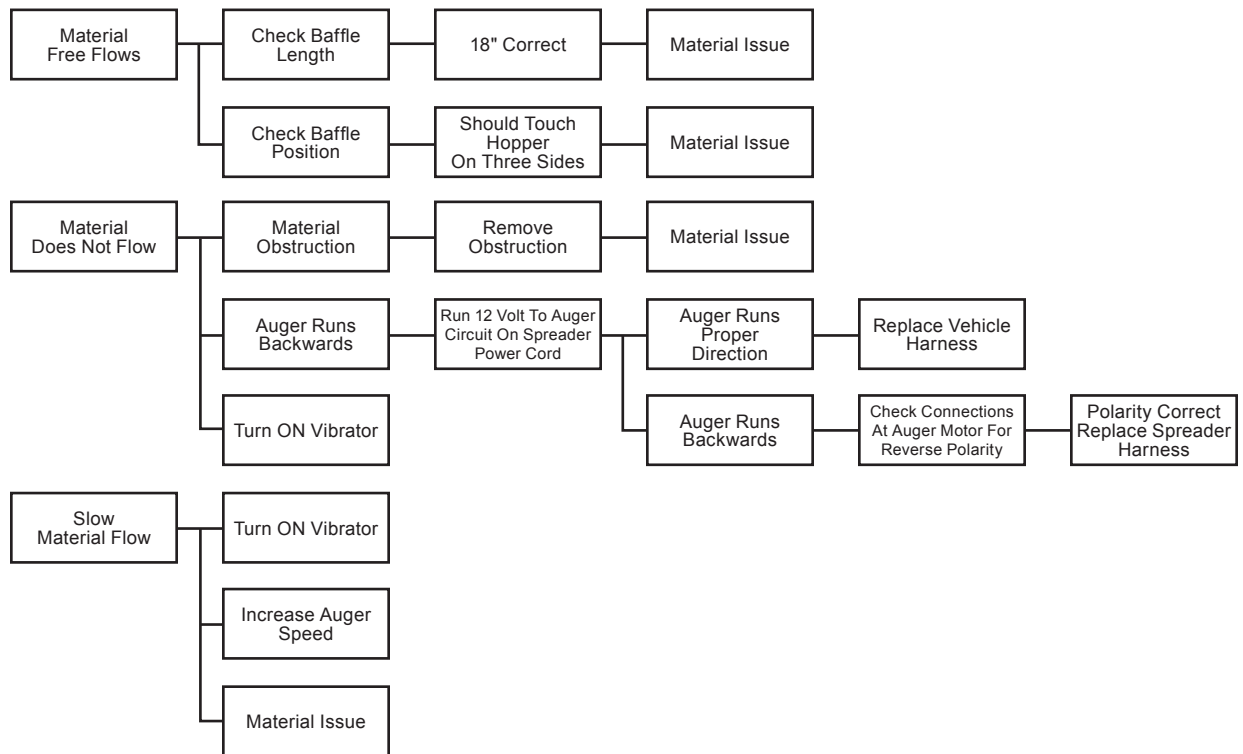 Material
Free Flows
Check Baffle
Length
18" Correct
Material Issue
Check Baffle
Position
Should Touch
Hopper
On Three Sides
Material Issue
Material
Does Not Flow
Material
Obstruction
Remove
Obstruction
Material Issue
Auger Runs
Backwards
Run 12 Volt To Auger
Circuit On Spreader
Power Cord
Auger Runs
Proper
Direction
Replace Vehicle
Harness
Auger Runs
Backwards
Check Connections
At Auger Motor For
Reverse Polarity
Polarity Correct
Replace Spreader
Harness
Turn ON Vibrator
Slow
Material Flow
Turn ON Vibrator
Increase Auger
Speed
Material Issue